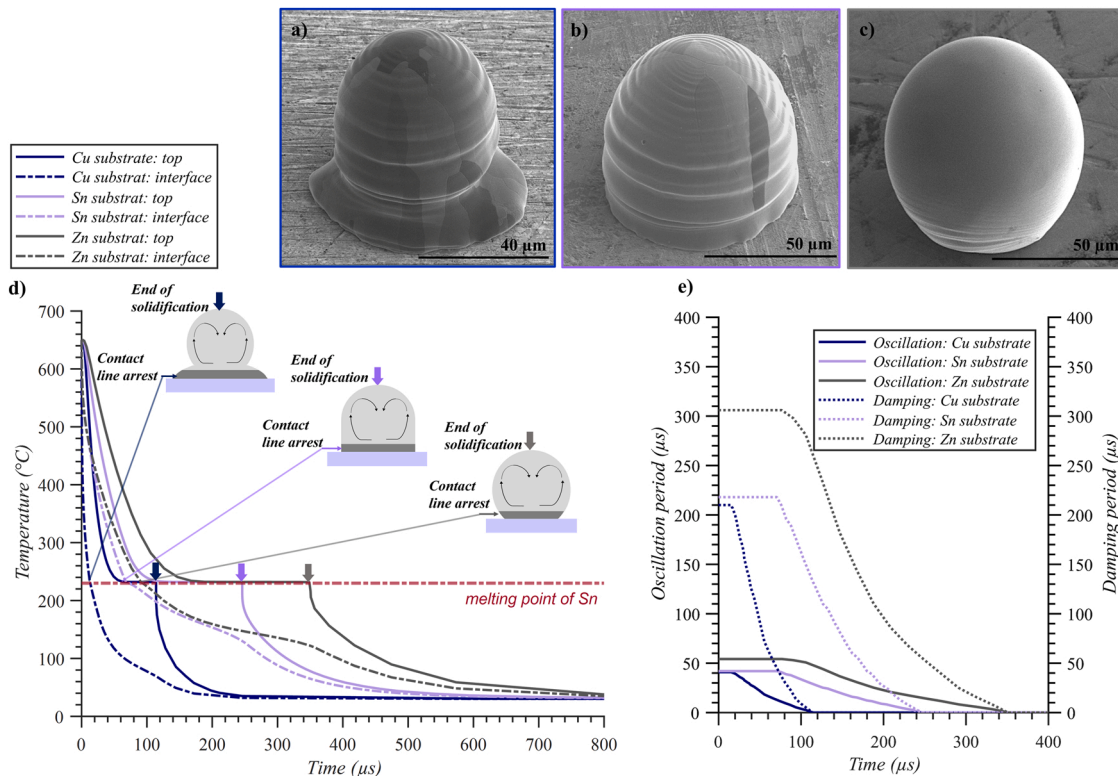 a)
40 µm
b)
50 µm
c)
50 µm
Cu substrate: top
Cu substrat: interface
Sn substrat: top
Sn substrat: interface
Zn substrat: top
Zn substrat: interface
d)
End of
solidification
Contact
line arrest
End of
solidification
Contact
line arrest
End of
solidification
Contact
line arrest
melting point of Sn
Temperature (°C)
700
600
500
400
300
200
100
0
0 100 200 300 400 500 600 700 800
Time (µs)
e)
Oscillation: Cu substrate
Oscillation: Sn substrate
Oscillation: Zn substrate
Damping: Cu substrate
Damping: Sn substrate
Damping: Zn substrate
Oscillation period (µs)
400
350
300
250
200
150
100
50
0
Damping period (µs)
400
350
300
250
200
150
100
50
0
0 100 200 300 400
Time (µs)